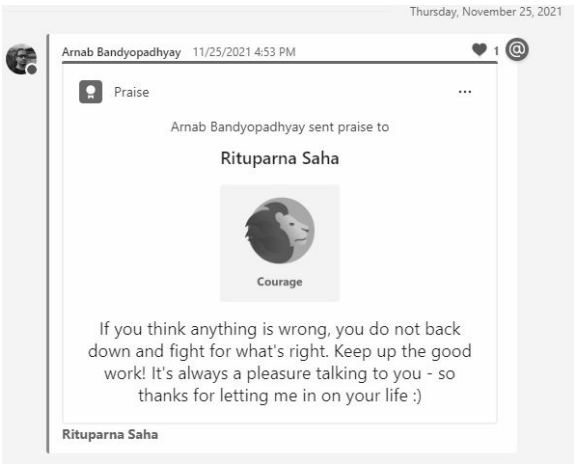 Thursday, November 25, 2021
Arnab Bandyopadhyay 11/25/2021 4:53 PM
1 @
Praise
...
Arnab Bandyopadhyay sent praise to
Rituparna Saha
Courage
If you think anything is wrong, you do not back
down and fight for what's right. Keep up the good
work! It's always a pleasure talking to you - so
thanks for letting me in on your life :)
Rituparna Saha